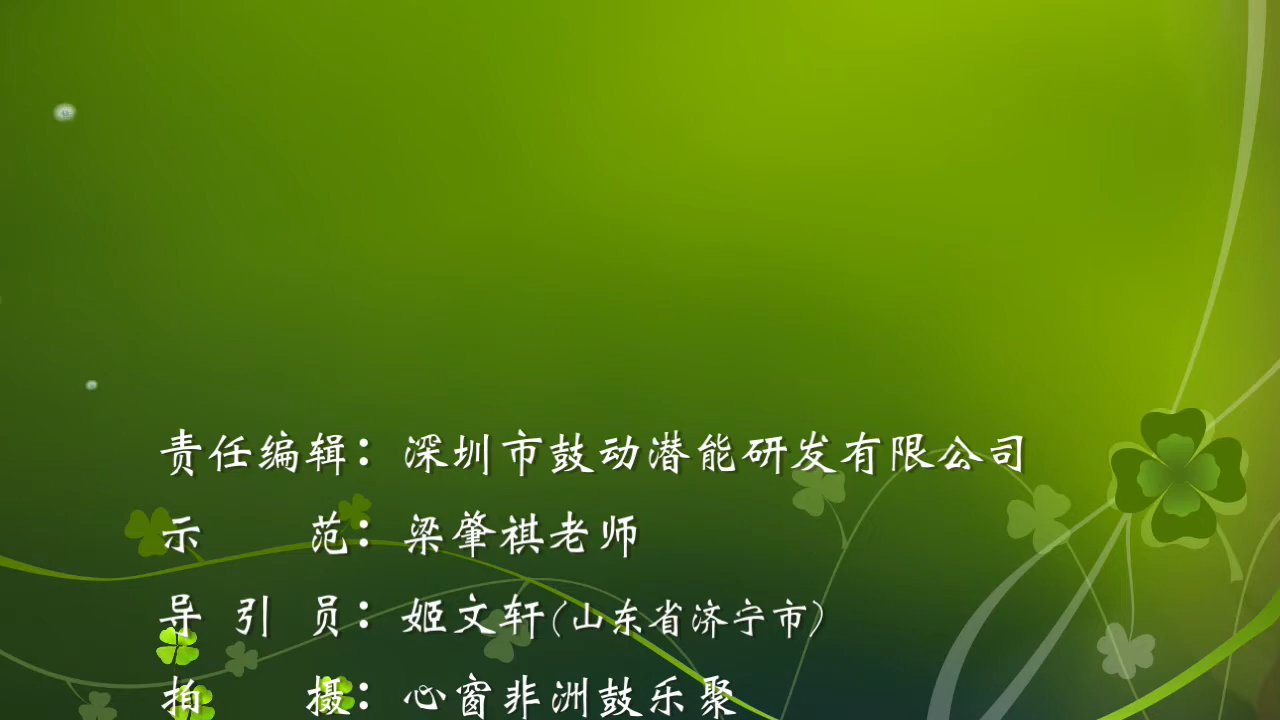 责任编辑：深圳市鼓动潜能研发有限公司
示范：梁肇祺老师
导引员：姬文轩（山东省济宁市）
拍摄：心窗非洲鼓乐聚